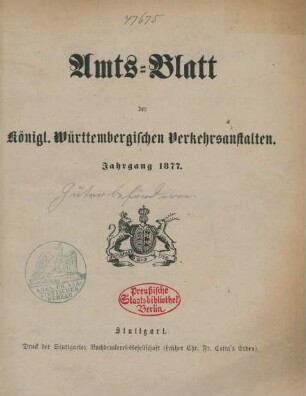 47675
Amts-Blatt
der
Königl. Württembergischen Verkehrsanstalten.
Jahrgang 1877.
Preußische
Staatsbibliothek
Berlin.
Stuttgart.
Druck der Stuttgarter Buchdruckerei-Gesellschaft (früher Chr. Fr. Cotta's Erben).